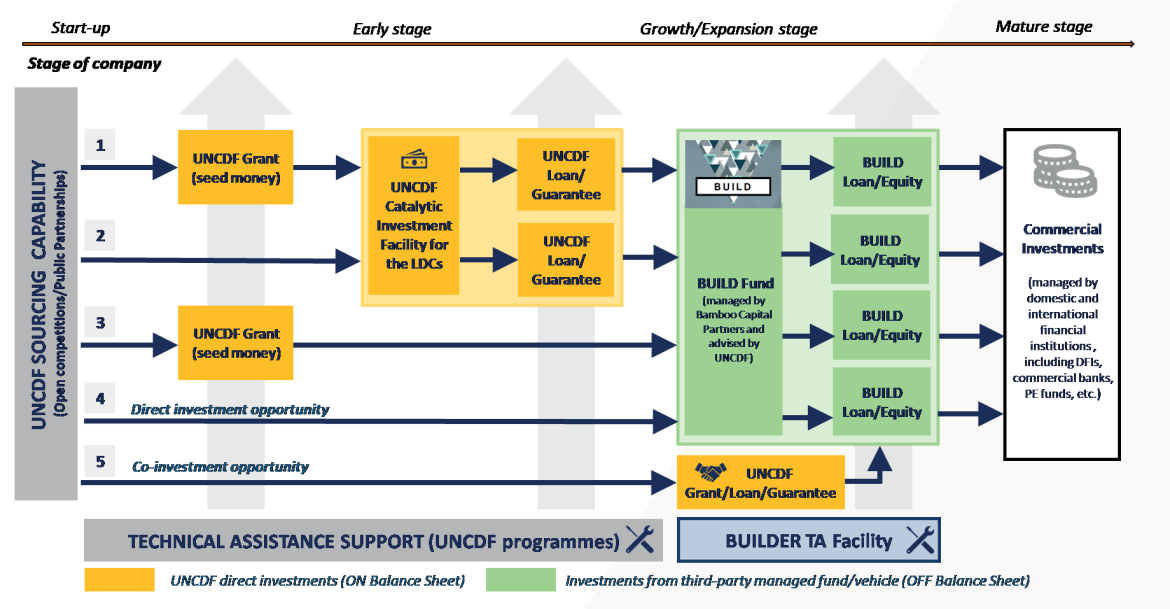 Start-up
Early stage
Growth/Expansion stage
Mature stage
Stage of company
UNCDF SOURCING CAPABILITY
(Open competitions/Public Partnerships)
1
UNCDF Grant
(seed money)
UNCDF
Catalytic
Investment
Facility for
the LDCs
UNCDF
Loan/
Guarantee
BUILD
BUILD
Loan/Equity
2
UNCDF
Loan/
Guarantee
BUILD Fund
(managed by
Bamboo Capital
Partners and
advised by
UNCDF)
BUILD
Loan/Equity
3
UNCDF Grant
(seed money)
BUILD
Loan/Equity
4
Direct investment opportunity
BUILD
Loan/Equity
5
Co-investment opportunity
UNCDF
Grant/Loan/Guarantee
Commercial
Investments
(managed by
domestic and
international
financial
institutions ,
including DFIs,
commercial banks,
PE funds, etc.)
TECHNICAL ASSISTANCE SUPPORT (UNCDF programmes)
BUILDER TA Facility
UNCDF direct investments (ON Balance Sheet)
Investments from third-party managed fund/vehicle (OFF Balance Sheet)